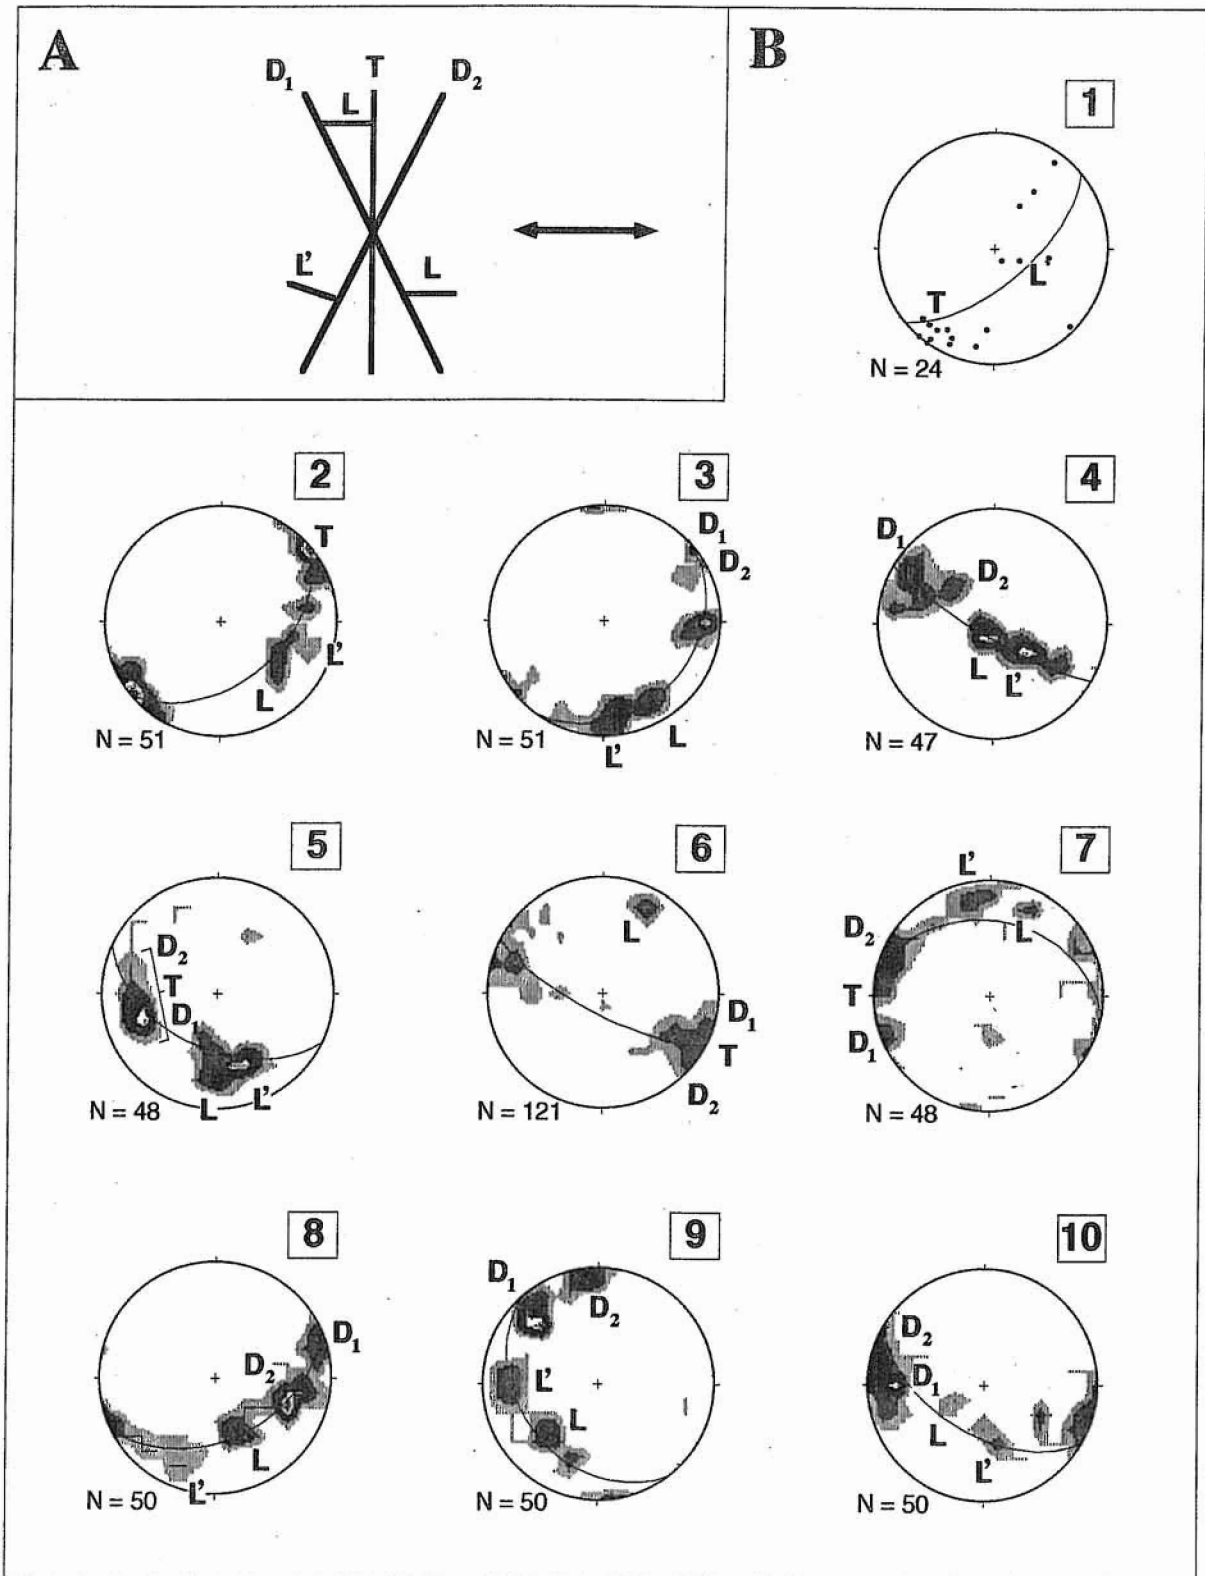 A
B
D1 T D2
L
L' L
1
L'
T
N = 24
2
T
L'
L
N = 51
3
D1
D2
L
L'
N = 51
4
D1
D2
L L'
N = 47
5
D2
T
D1
L L'
N = 48
6
L
D1
T
D2
N = 121
7
L'
D2
L
T
D1
N = 48
8
D1
D2
L
L'
N = 50
9
D1
D2
L'
L
N = 50
10
D2
D1
L
L'
N = 50